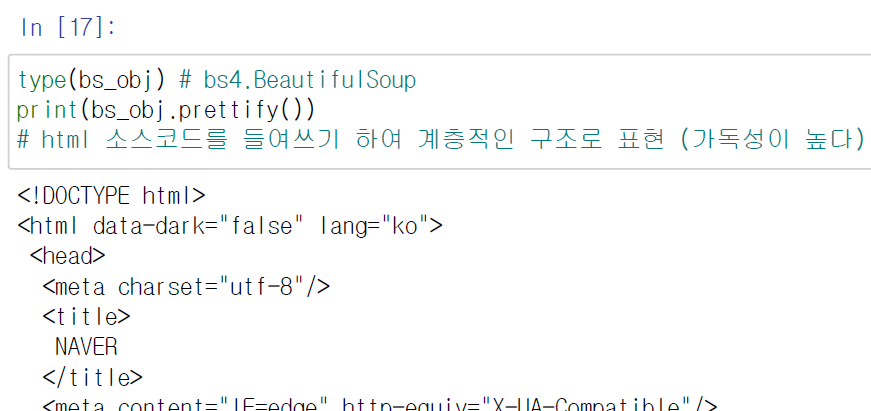 In [17]:
type(bs_obj) # bs4.BeautifulSoup
print(bs_obj.prettify())
# html 소스코드를 들여쓰기 하여 계층적인 구조로 표현 (가독성이 높다)
<!DOCTYPE html>
<html data-dark="false" lang="ko">
<head>
<meta charset="utf-8"/>
<title>
NAVER
</title>
<meta content="IE=edge" http-equiv="X-UA-Compatible"/>